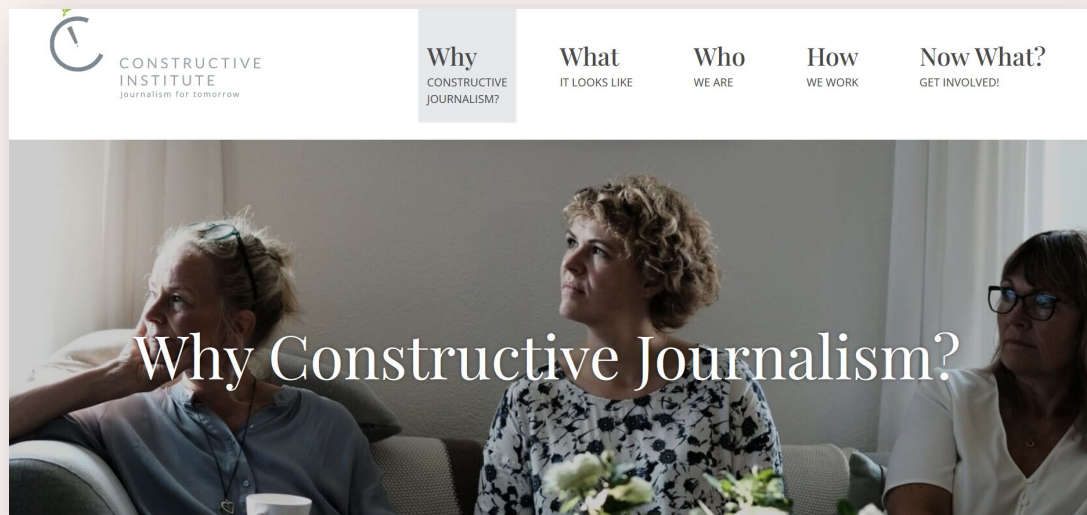 CONSTRUCTIVE
INSTITUTE
Journalism for tomorrow
Why
CONSTRUCTIVE
JOURNALISM?
What
IT LOOKS LIKE
Who
WE ARE
How
WE WORK
Now What?
GET INVOLVED!
Why Constructive Journalism?